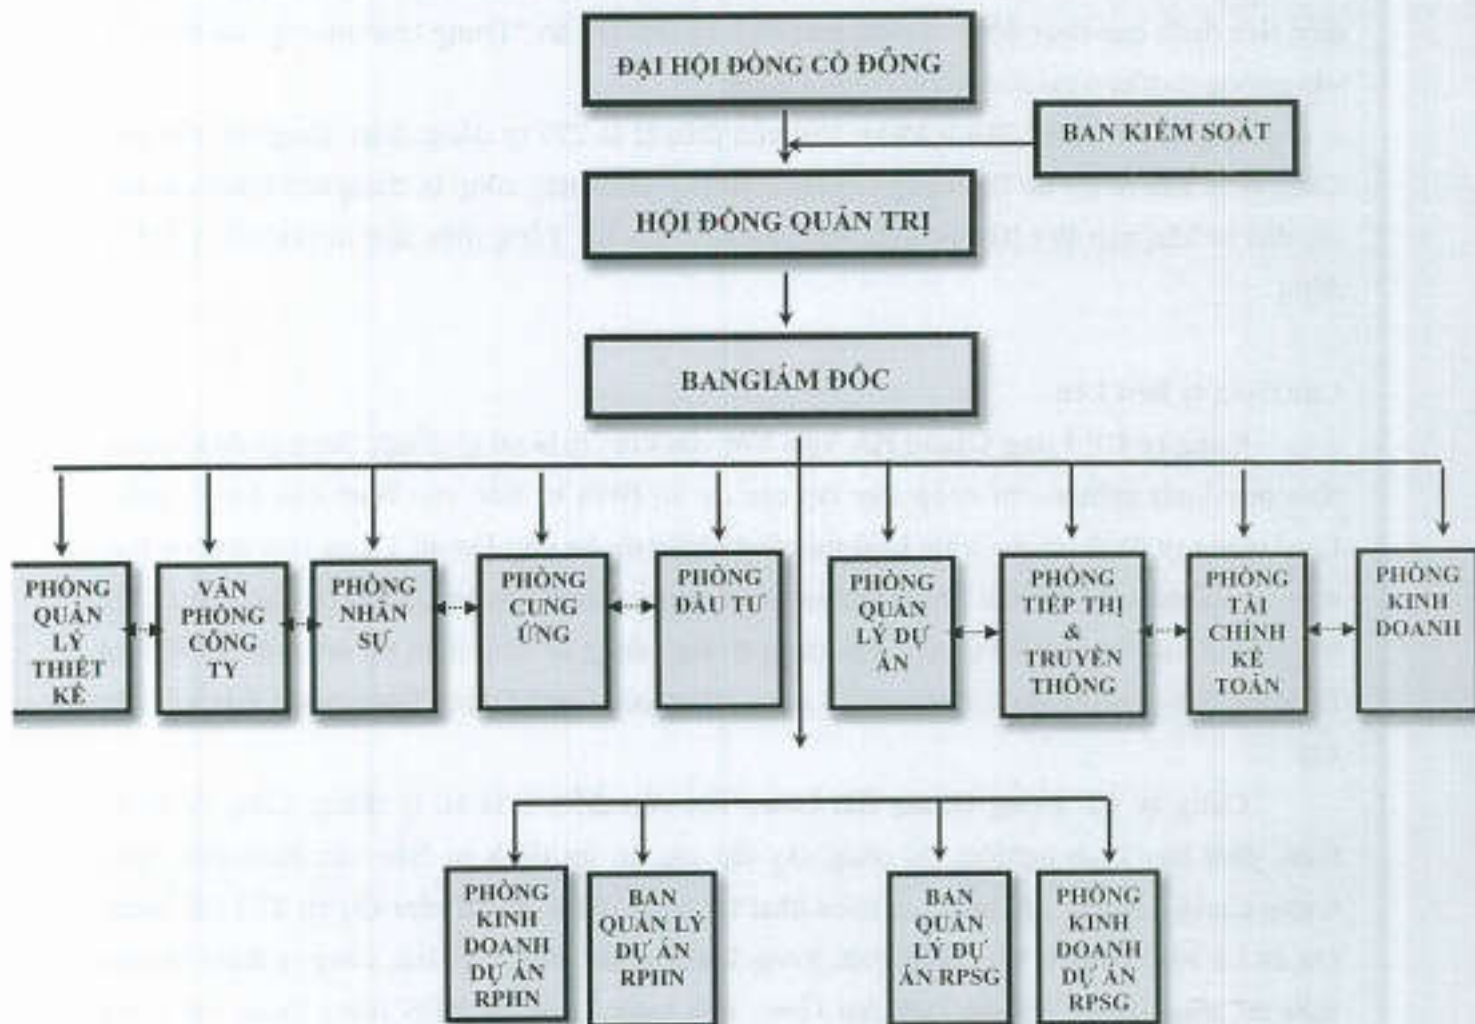 ĐẠI HỘI ĐỒNG CỔ ĐÔNG
BAN KIỂM SOÁT
HỘI ĐỒNG QUẢN TRỊ
BANGIÁM ĐỐC
PHÒNG
QUẢN
LÝ
THIẾT
KẾ
VĂN
PHÒNG
CÔNG
TY
PHÒNG
NHÂN
SỰ
PHÒNG
CUNG
ỨNG
PHÒNG
ĐẦU TƯ
PHÒNG
QUẢN
LÝ DỰ
ÁN
PHÒNG
TIẾP THỊ
&
TRUYỀN
THÔNG
PHÒNG
TÀI
CHÍNH
KẾ
TOÁN
PHÒNG
KINH
DOANH
PHÒNG
KINH
DOANH
DỰ ÁN
RPHN
BAN
QUẢN LÝ
DỰ ÁN
RPHN
BAN
QUẢN
LÝ DỰ
ÁN RPSG
PHÒNG
KINH
DOANH
DỰ ÁN
RPSG